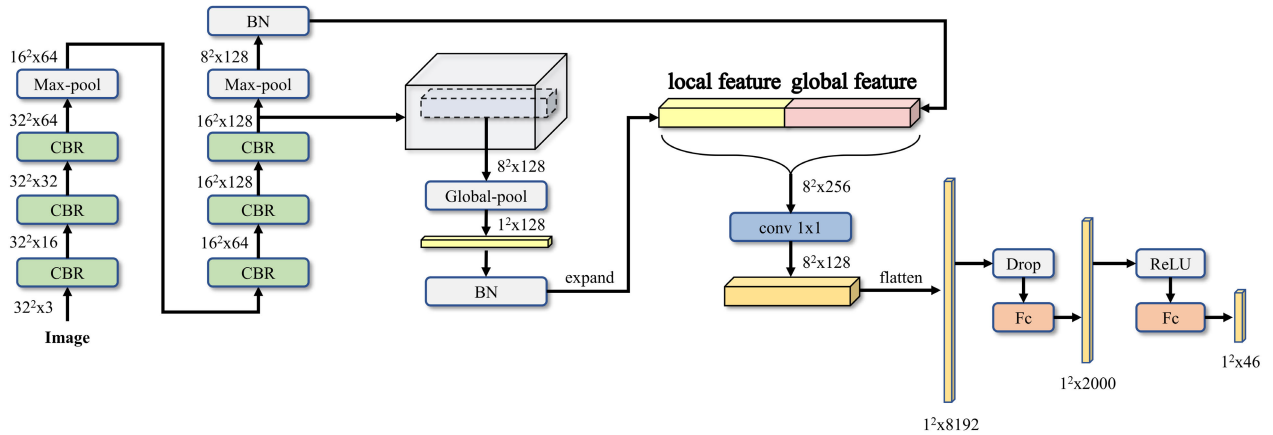 BN
16²x64
8²x128
Max-pool
Max-pool
local feature global feature
32²x64
16²x128
CBR
CBR
8²x128
32²x32
16²x128
8²x256
Global-pool
CBR
CBR
1²x128
conv 1x1
32²x16
16²x64
8²x128
CBR
CBR
BN
expand
flatten
Drop
ReLU
32²x3
Fc
Fc
Image
1²x46
1²x2000
1²x8192